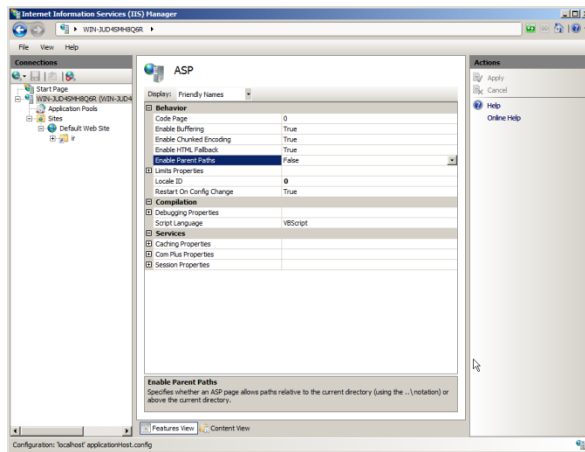 Internet Information Services (IIS) Manager
WIN-JUD4SMH8Q6R
File View Help
Connections
Start Page
WIN-JUD4SMH8Q6R (WIN-JUD4
Application Pools
Sites
Default Web Site
ir
ASP
Display: Friendly Names
Behavior
Code Page 0
Enable Buffering True
Enable Chunked Encoding True
Enable HTML Fallback True
Enable Parent Paths False
Limits Properties
Locale ID 0
Restart On Config Change True
Compilation
Debugging Properties
Script Language VBScript
Services
Caching Properties
Com Plus Properties
Session Properties
Enable Parent Paths
Specifies whether an ASP page allows paths relative to the current directory (using the ..\notation) or
above the current directory.
Features View Content View
Actions
Apply
Cancel
Help
Online Help
Configuration: 'localhost' applicationHost.config